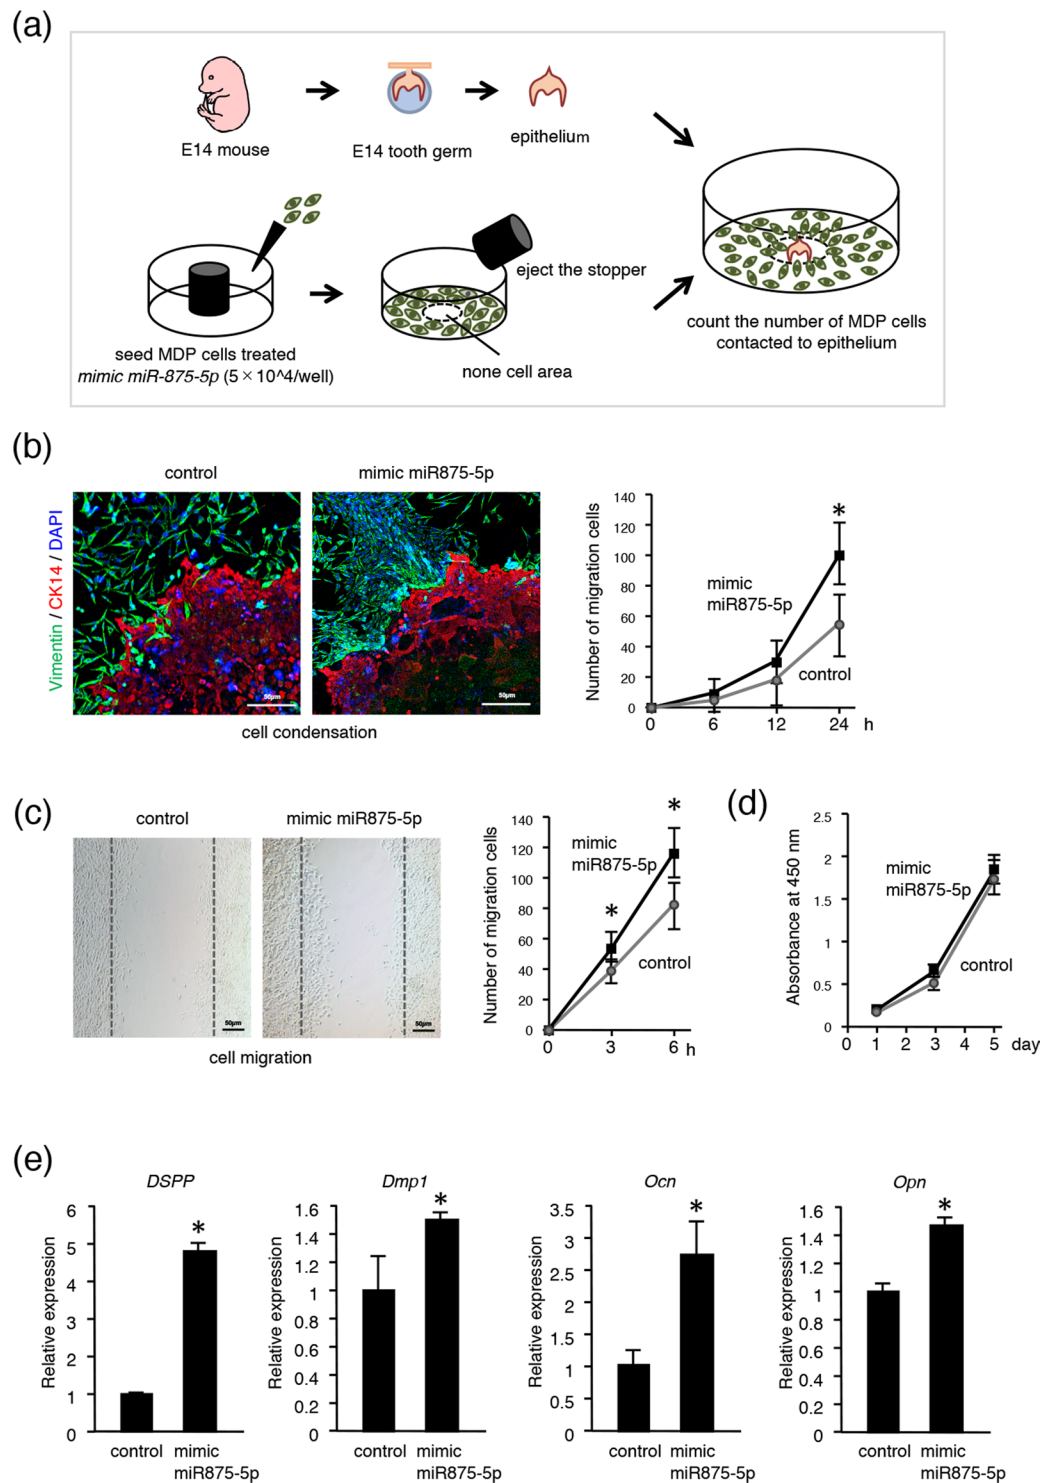 (a)
E14 mouse
E14 tooth germ
epithelium
eject the stopper
seed MDP cells treated
mimic miR-875-5p (5×10^4/well)
none cell area
count the number of MDP cells
contacted to epithelium
(b)
control
mimic miR875-5p
Vimentin / CK14 / DAPI
50μm
50μm
cell condensation
Number of migration cells
140
120
100
80
60
40
20
0
*
mimic
miR875-5p
control
0
6
12
24
h
(c)
control
mimic miR875-5p
50μm
50μm
cell migration
Number of migration cells
140
120
100
80
60
40
20
0
*
*
mimic
miR875-5p
control
0
3
6
h
(d)
Absorbance at 450 nm
2.5
2
1.5
1
0.5
0
mimic
miR875-5p
control
0
1
2
3
4
5
day
(e)
DSPP
Relative expression
6
5
4
3
2
1
0
*
control
mimic
miR875-5p
Dmp1
Relative expression
1.6
1.4
1.2
1
0.8
0.6
0.4
0.2
0
*
control
mimic
miR875-5p
Ocn
Relative expression
3.5
3
2.5
2
1.5
1
0.5
0
*
control
mimic
miR875-5p
Opn
Relative expression
1.6
1.4
1.2
1
0.8
0.6
0.4
0.2
0
*
control
mimic
miR875-5p